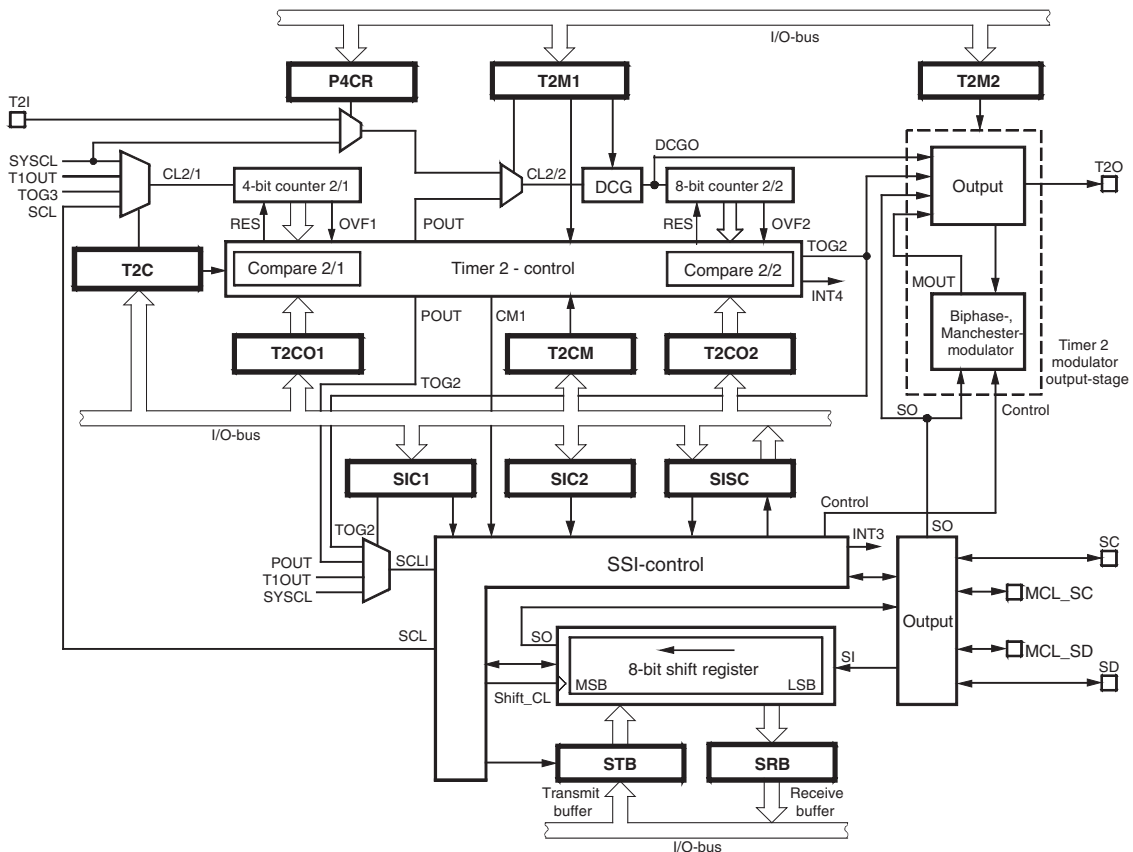 I/O-bus
P4CR
T2M1
T2M2
T2I
DCGO
SYSCL
T1OUT
TOG3
SCL
CL2/1
4-bit counter 2/1
CL2/2
DCG
8-bit counter 2/2
Output
T2O
RES
OVF1
POUT
RES
OVF2
TOG2
T2C
Compare 2/1
Timer 2 - control
Compare 2/2
INT4
MOUT
Biphase-,
Manchester-
modulator
Timer 2
modulator
output-stage
POUT
CM1
T2CO1
T2CM
T2CO2
TOG2
SO
Control
I/O-bus
SIC1
SIC2
SISC
Control
TOG2
POUT
T1OUT
SYSCL
SCLI
SSI-control
INT3
SO
SC
MCL_SC
Output
MCL_SD
SD
SCL
SO
8-bit shift register
MSB
LSB
SI
Shift_CL
STB
SRB
Transmit
buffer
Receive
buffer
I/O-bus